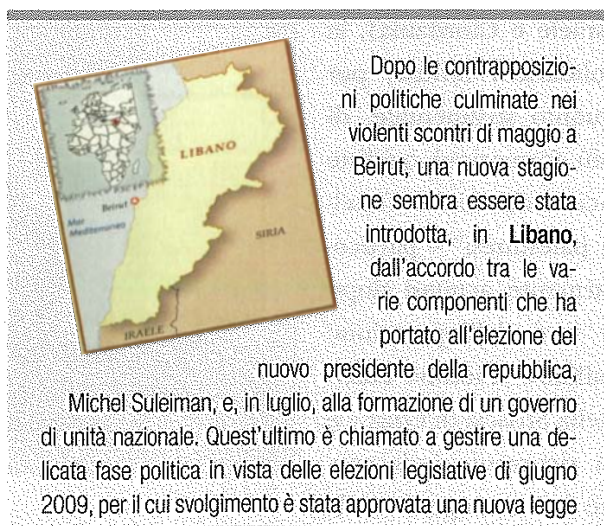 Dopo le contrapposizio-
ni politiche culminate nei
violenti scontri di maggio a
Beirut, una nuova stagio-
ne sembra essere stata
introdotta, in Libano,
dall'accordo tra le va-
rie componenti che ha
portato all'elezione del
nuovo presidente della repubblica,
Michel Suleiman, e, in luglio, alla formazione di un governo
di unità nazionale. Quest'ultimo è chiamato a gestire una de-
licata fase politica in vista delle elezioni legislative di giugno
2009, per il cui svolgimento è stata approvata una nuova legge
LIBANO
Beirut
Mar
Mediterraneo
SIRIA
IRAELE